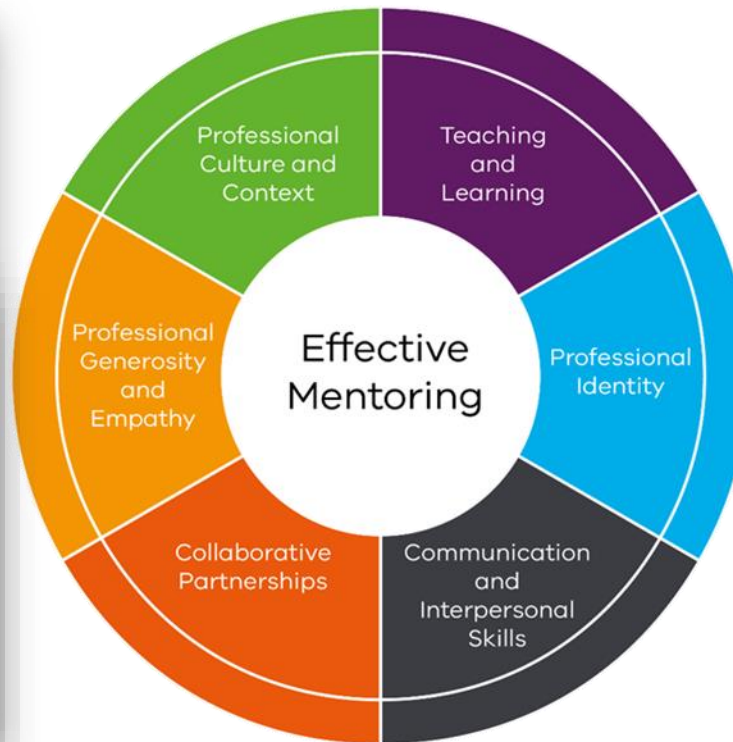 Professional
Culture and
Context
Teaching
and
Learning
Professional
Generosity
and
Empathy
Effective
Mentoring
Professional
Identity
Collaborative
Partnerships
Communication
and
Interpersonal
Skills